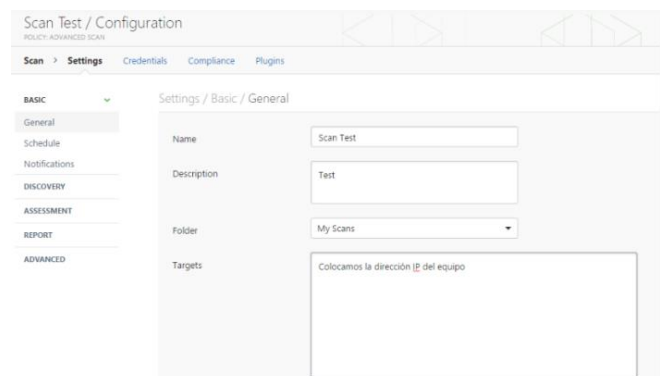 Scan Test / Configuration
POLICY: ADVANCED SCAN
Scan > Settings Credentials Compliance Plugins
BASIC
General
Schedule
Notifications
DISCOVERY
ASSESSMENT
REPORT
ADVANCED
Settings / Basic / General
Name Scan Test
Description Test
Folder My Scans
Targets Colocamos la dirección IP del equipo